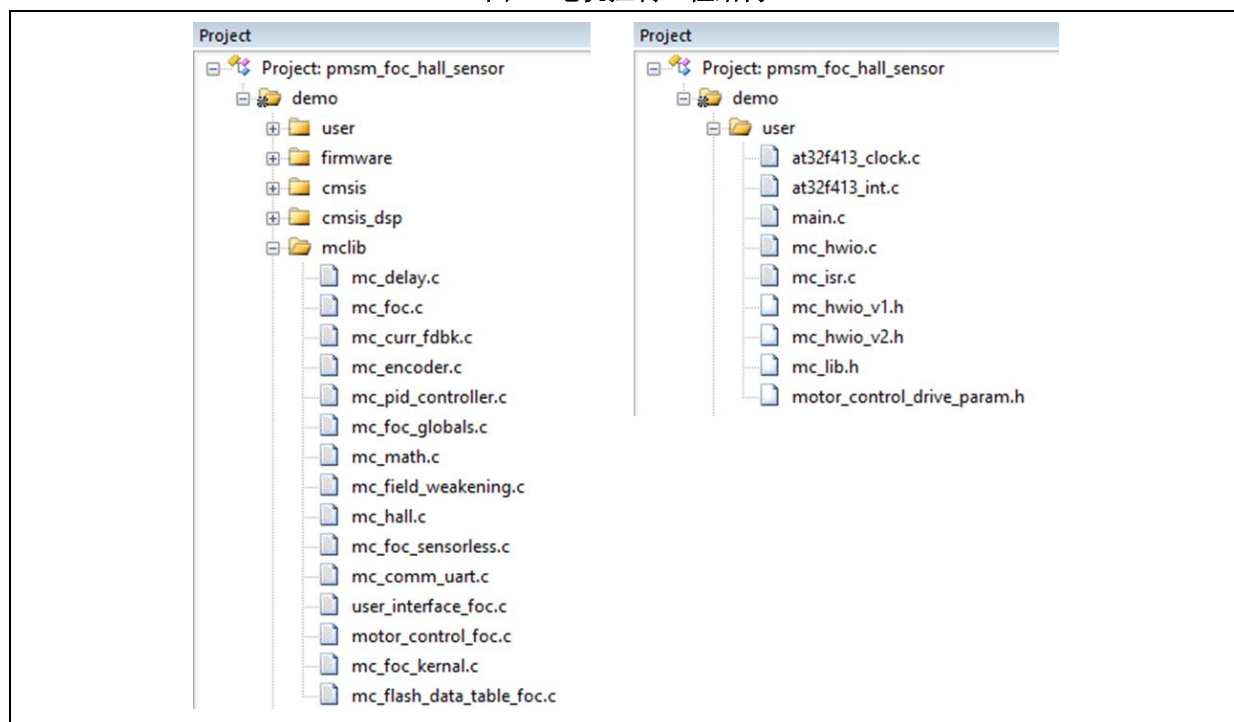 Project
Project: pmsm_foc_hall_sensor
demo
user
firmware
cmsis
cmsis_dsp
mclib
mc_delay.c
mc_foc.c
mc_curr_fdbk.c
mc_encoder.c
mc_pid_controller.c
mc_foc_globals.c
mc_math.c
mc_field_weakening.c
mc_hall.c
mc_foc_sensorless.c
mc_comm_uart.c
user_interface_foc.c
motor_control_foc.c
mc_foc_kernal.c
mc_flash_data_table_foc.c
Project
Project: pmsm_foc_hall_sensor
demo
user
at32f413_clock.c
at32f413_int.c
main.c
mc_hwio.c
mc_isr.c
mc_hwio_v1.h
mc_hwio_v2.h
mc_lib.h
motor_control_drive_param.h